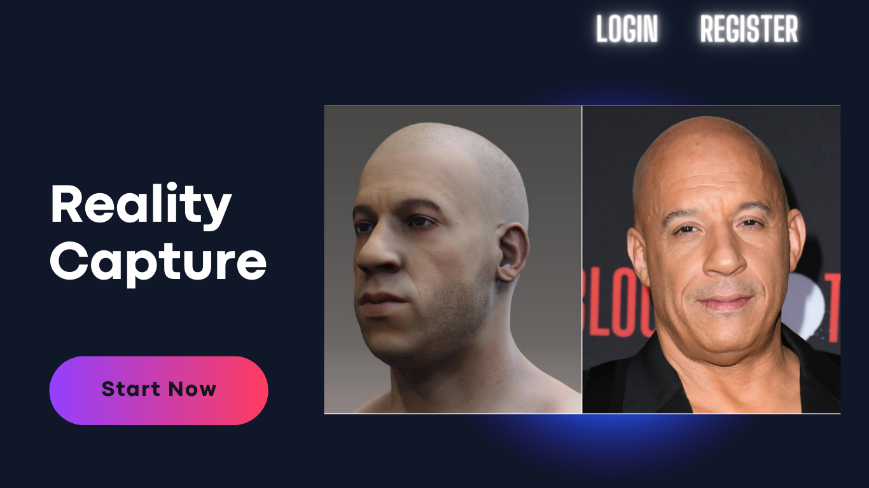 LOGIN REGISTER
Reality
Capture
Start Now